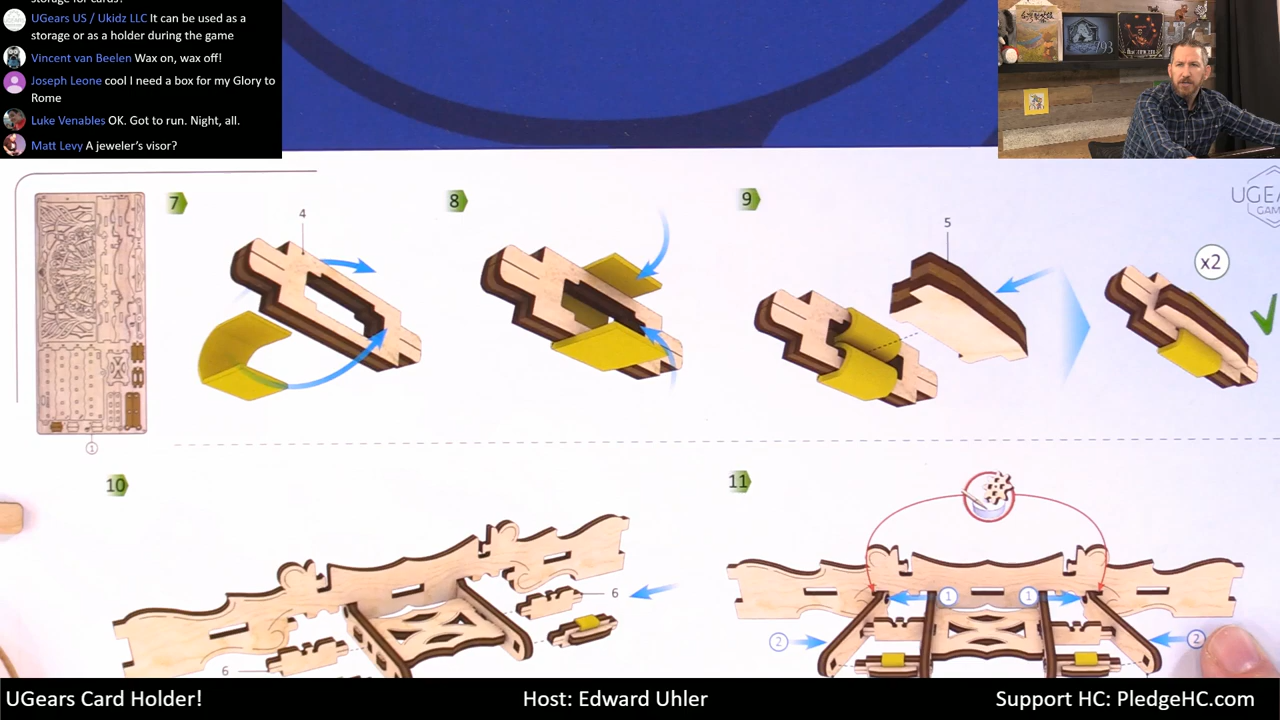 UGears US / Ukidz LLC It can be used as a
storage or as a holder during the game
Vincent van Beelen Wax on, wax off!
Joseph Leone cool I need a box for my Glory to
Rome
Luke Venables OK. Got to run. Night, all.
Matt Levy A jeweler's visor?
793
7
4
8
9
5
x2
1
10
6
6
11
1
1
2
2
UGears Card Holder!
Host: Edward Uhler
Support HC: PledgeHC.com